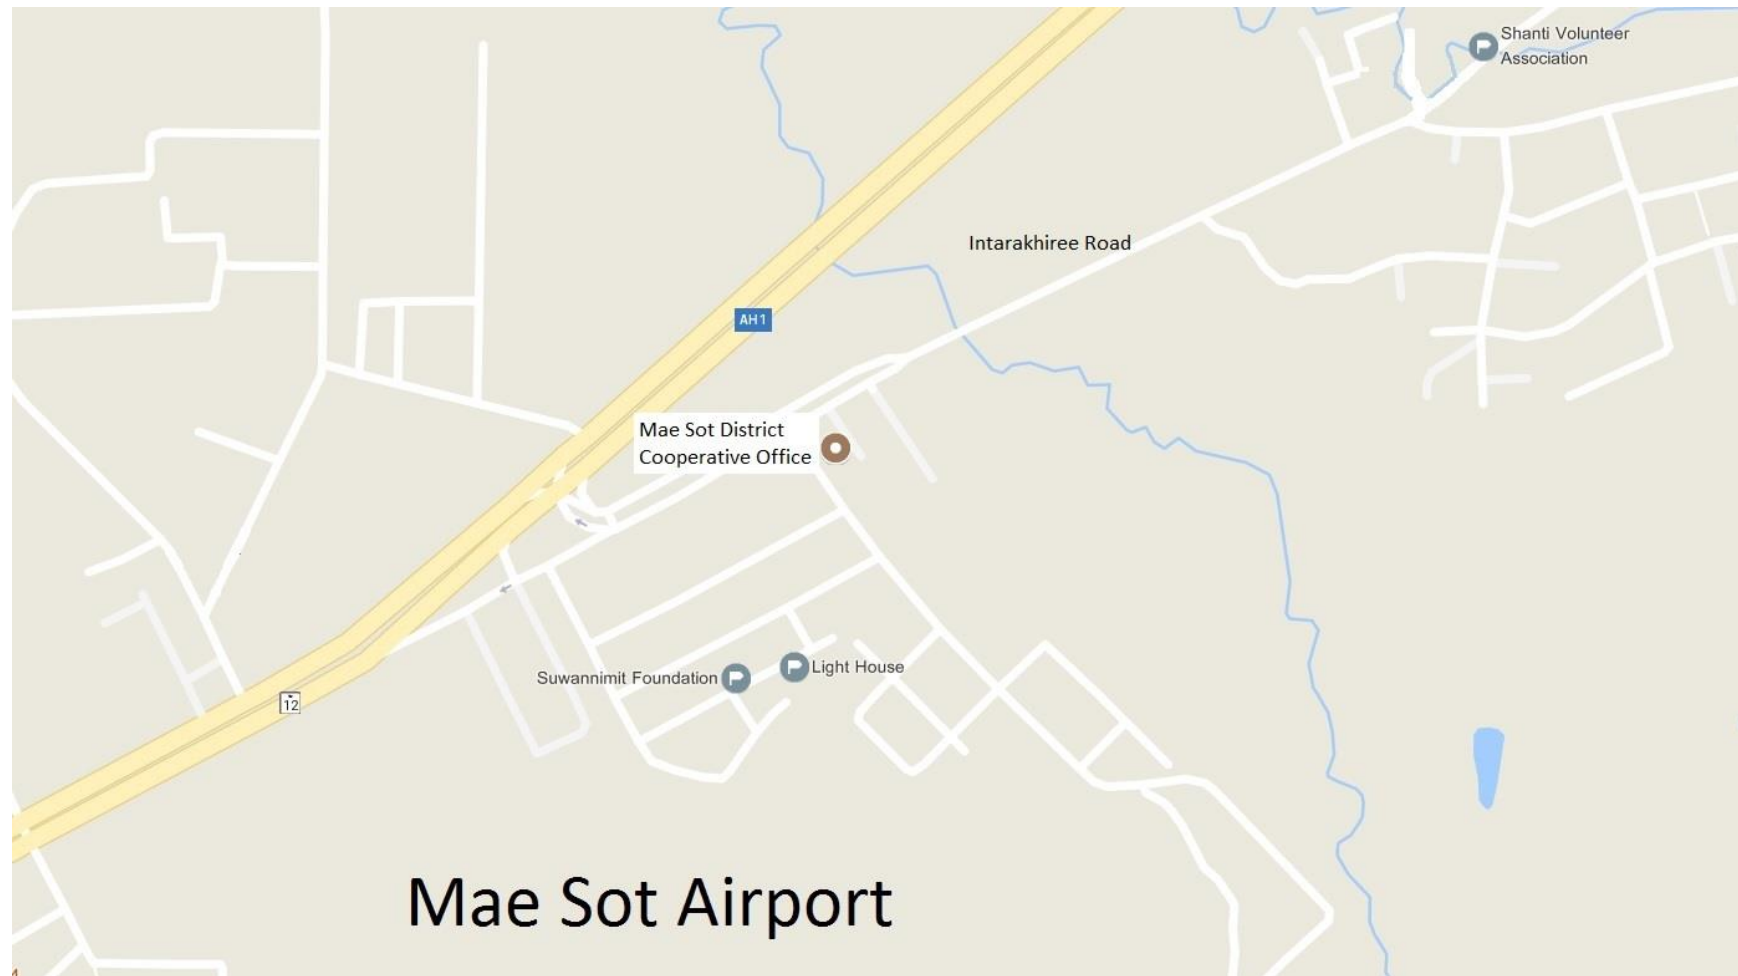 Shanti Volunteer
Association
Intarakhiree Road
AH1
Mae Sot District
Cooperative Office
Light House
Suwannimit Foundation
12
Mae Sot Airport